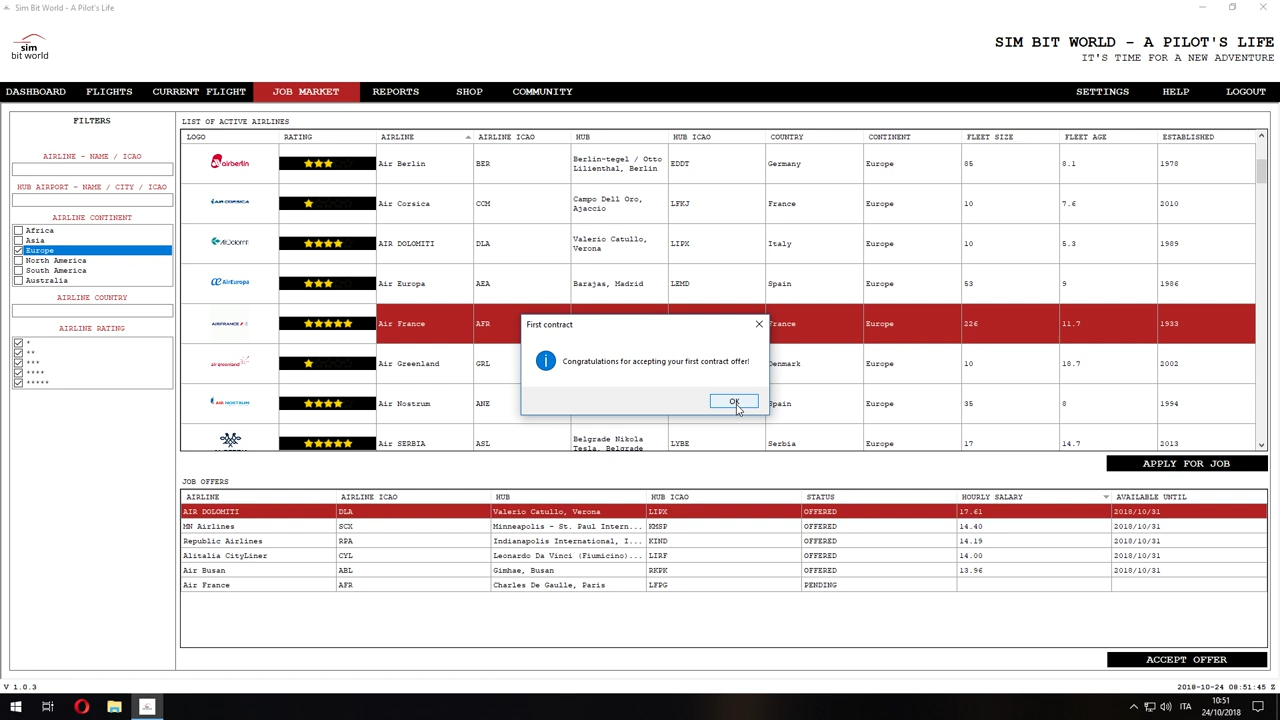 Sim Bit World - A Pilot's Life
sim
bit world
SIM BIT WORLD - A PILOT'S LIFE
IT'S TIME FOR A NEW ADVENTURE
DASHBOARD FLIGHTS CURRENT FLIGHT JOB MARKET REPORTS SHOP COMMUNITY SETTINGS HELP LOGOUT
FILTERS
AIRLINE - NAME / ICAO
HUB AIRPORT - NAME / CITY / ICAO
AIRLINE CONTINENT
Africa
Asia
Europe
North America
South America
Australia
AIRLINE COUNTRY
AIRLINE RATING
*
**
***
****
*****
LIST OF ACTIVE AIRLINES
LOGO RATING AIRLINE AIRLINE ICAO HUB HUB ICAO COUNTRY CONTINENT FLEET SIZE FLEET AGE ESTABLISHED
airberlin Air Berlin BER Berlin-tegel / Otto Lilienthal, Berlin EDDT Germany Europe 85 8.1 1978
AIR CORSICA Air Corsica CCM Campo Dell Oro, Ajaccio LFKJ France Europe 10 7.6 2010
AirDolomiti AIR DOLOMITI DLA Valerio Catullo, Verona LIPX Italy Europe 10 5.3 1989
AirEuropa Air Europa AEA Barajas, Madrid LEMD Spain Europe 53 9 1986
AIRFRANCE Air France AFR France Europe 226 11.7 1933
air greenland Air Greenland GRL Denmark Europe 10 18.7 2002
AIR NOSTRUM Air Nostrum ANE Spain Europe 35 8 1994
Air SERBIA ASL Belgrade Nikola Tesla, Belgrade LYBE Serbia Europe 17 14.7 2013
First contract
Congratulations for accepting your first contract offer!
OK
APPLY FOR JOB
JOB OFFERS
AIRLINE AIRLINE ICAO HUB HUB ICAO STATUS HOURLY SALARY AVAILABLE UNTIL
AIR DOLOMITI DLA Valerio Catullo, Verona LIPX OFFERED 17.61 2018/10/31
MN Airlines SCX Minneapolis - St. Paul Intern... KMSP OFFERED 14.40 2018/10/31
Republic Airlines RPA Indianapolis International, I... KIND OFFERED 14.19 2018/10/31
Alitalia CityLiner CYL Leonardo Da Vinci (Fiumicino)... LIRF OFFERED 14.00 2018/10/31
Air Busan ABL Gimhae, Busan RKPK OFFERED 13.96 2018/10/31
Air France AFR Charles De Gaulle, Paris LFPG PENDING
ACCEPT OFFER
V 1.0.3
2018-10-24 08:51:45 Z
ITA
10:51
24/10/2018